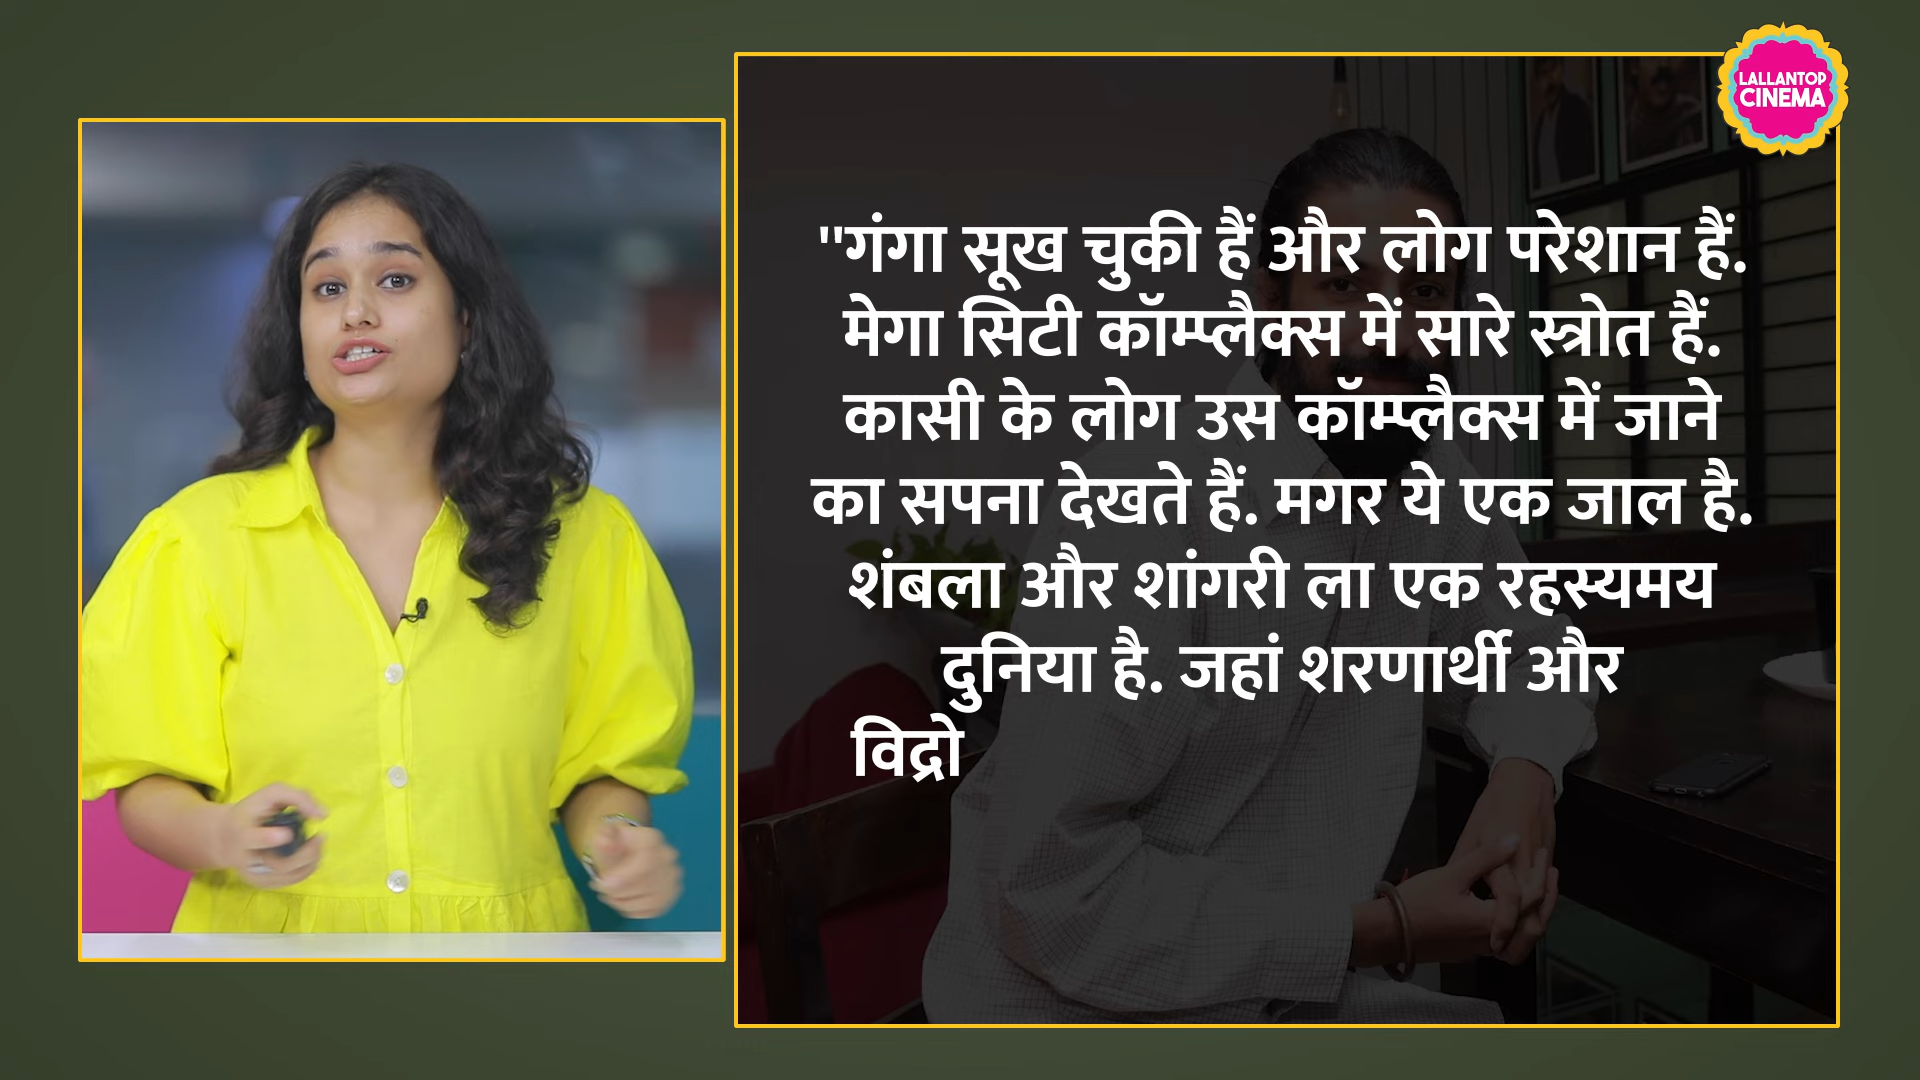 LALLANTOP
CINEMA
"गंगा सूख चुकी हैं और लोग परेशान हैं.
मेगा सिटी कॉम्प्लैक्स में सारे स्त्रोत हैं.
कासी के लोग उस कॉम्प्लैक्स में जाने
का सपना देखते हैं. मगर ये एक जाल है.
शंबला और शांगरी ला एक रहस्यमय
दुनिया है. जहां शरणार्थी और
विद्रो